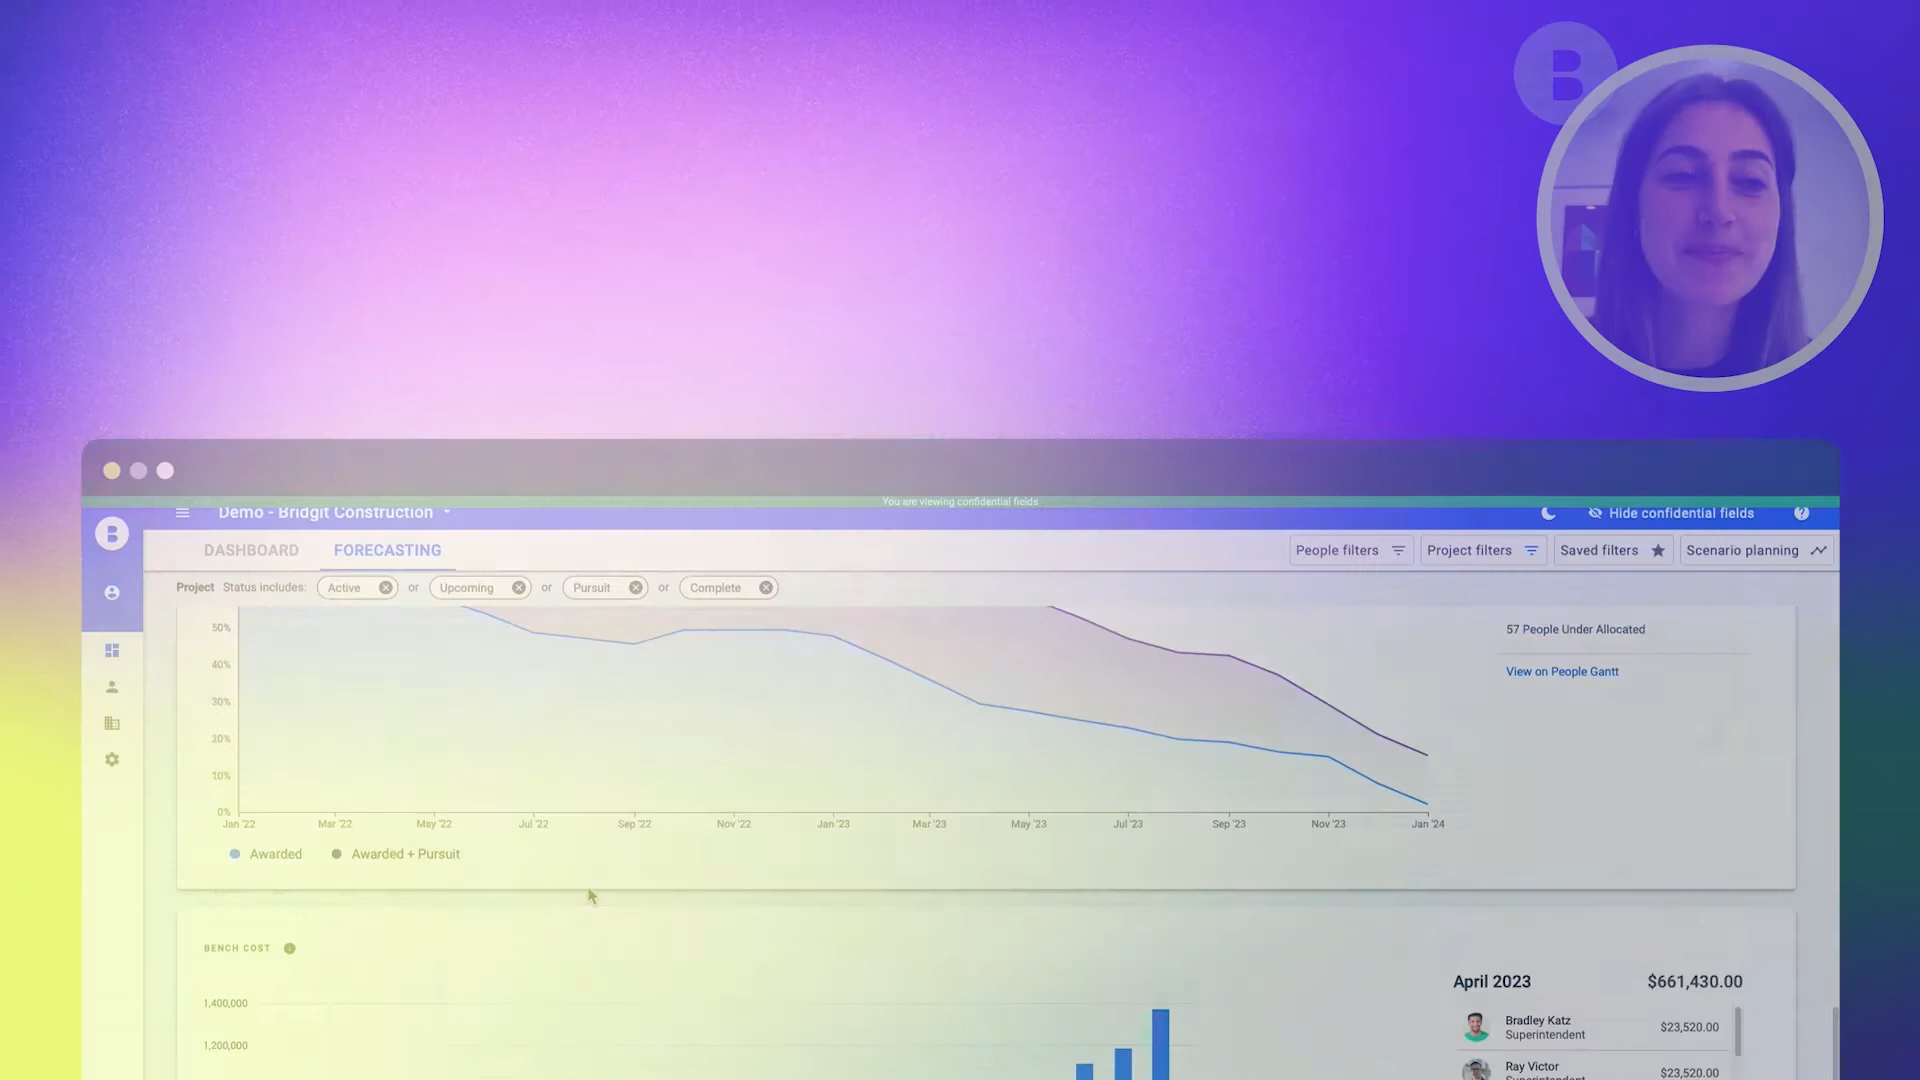 B
You are viewing confidential fields
B
Demo - Bridgit Construction
Hide confidential fields
?
DASHBOARD
FORECASTING
People filters
Project filters
Saved filters
Scenario planning
Project Status includes: Active or Upcoming or Pursuit or Complete
50%
40%
30%
20%
10%
0%
Jan '22 Mar '22 May '22 Jul '22 Sep '22 Nov '22 Jan '23 Mar '23 May '23 Jul '23 Sep '23 Nov '23 Jan '24
Awarded
Awarded + Pursuit
57 People Under Allocated
View on People Gantt
BENCH COST
1,400,000
1,200,000
April 2023 $661,430.00
Bradley Katz
Superintendent
$23,520.00
Ray Victor
Superintendent
$23,520.00